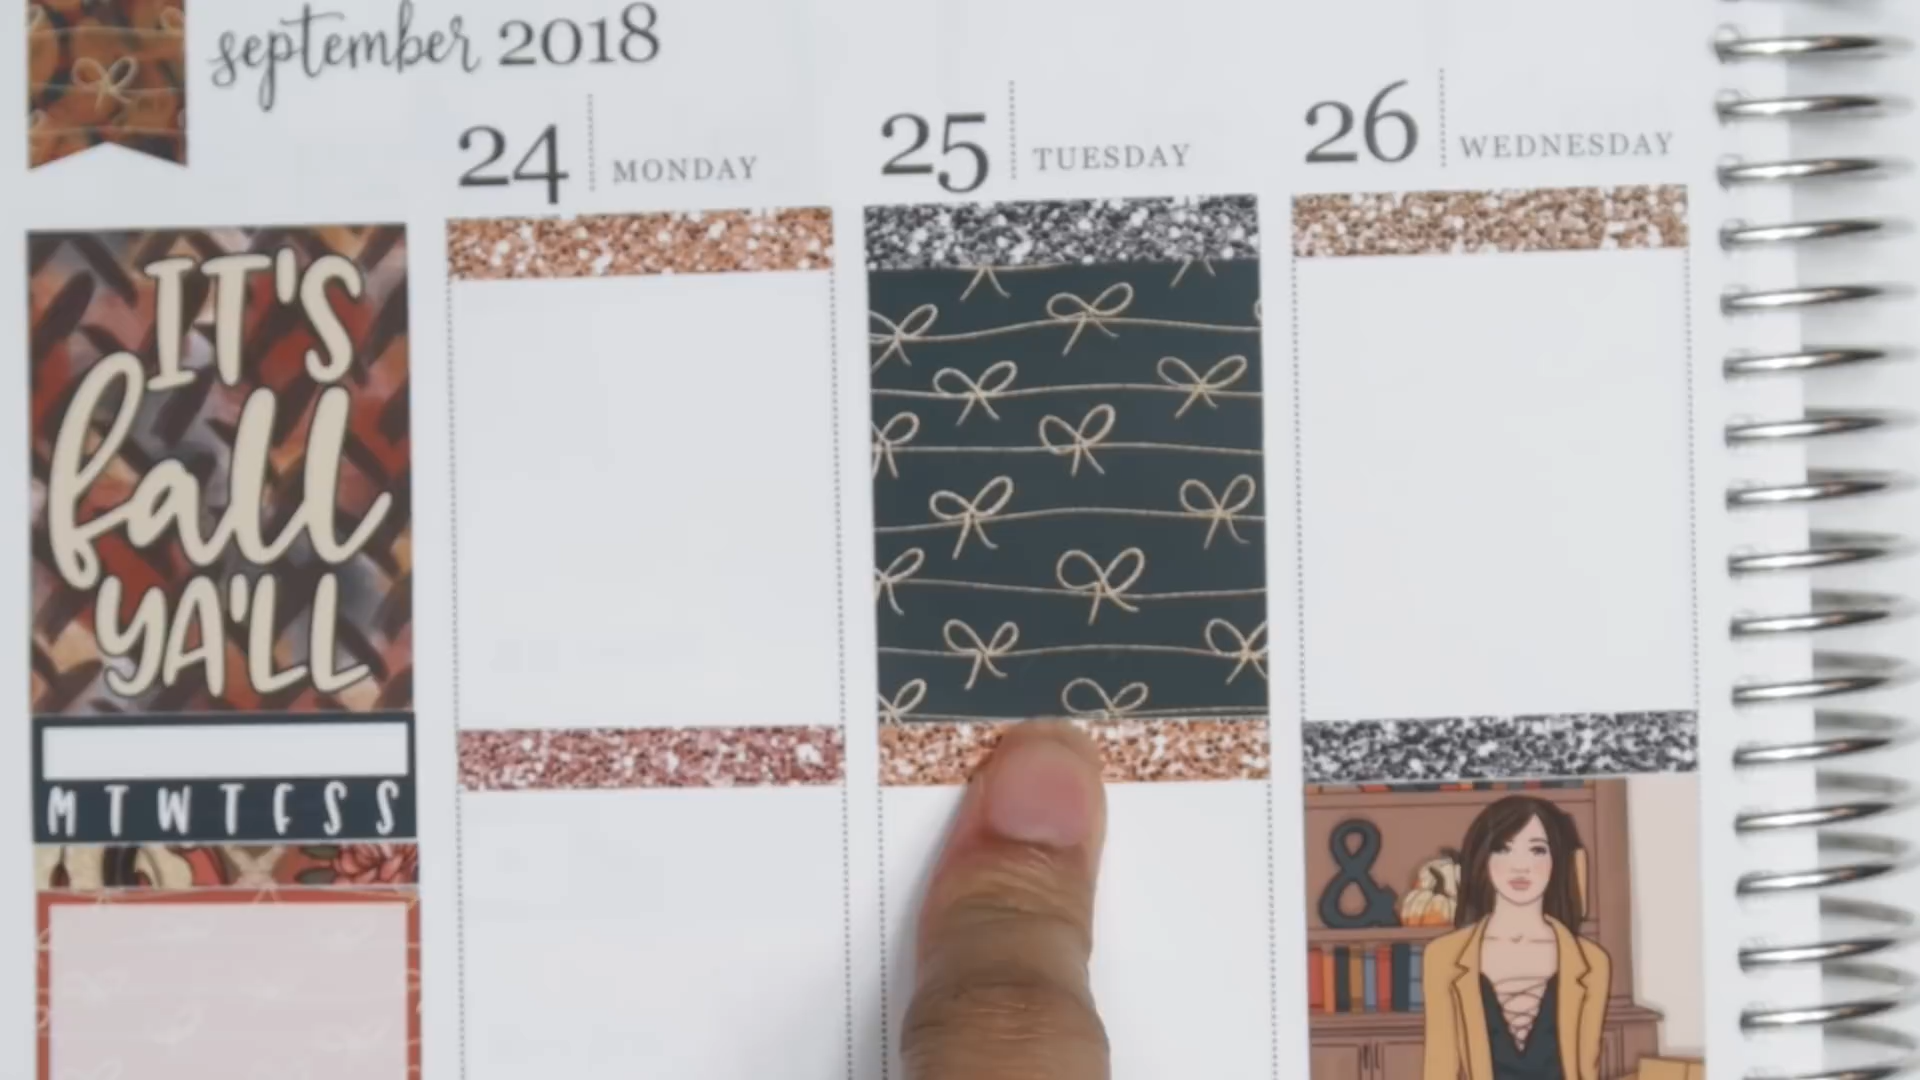 september 2018
24 MONDAY
25 TUESDAY
26 WEDNESDAY
IT'S
fall
YA'LL
M T W T F S S
&